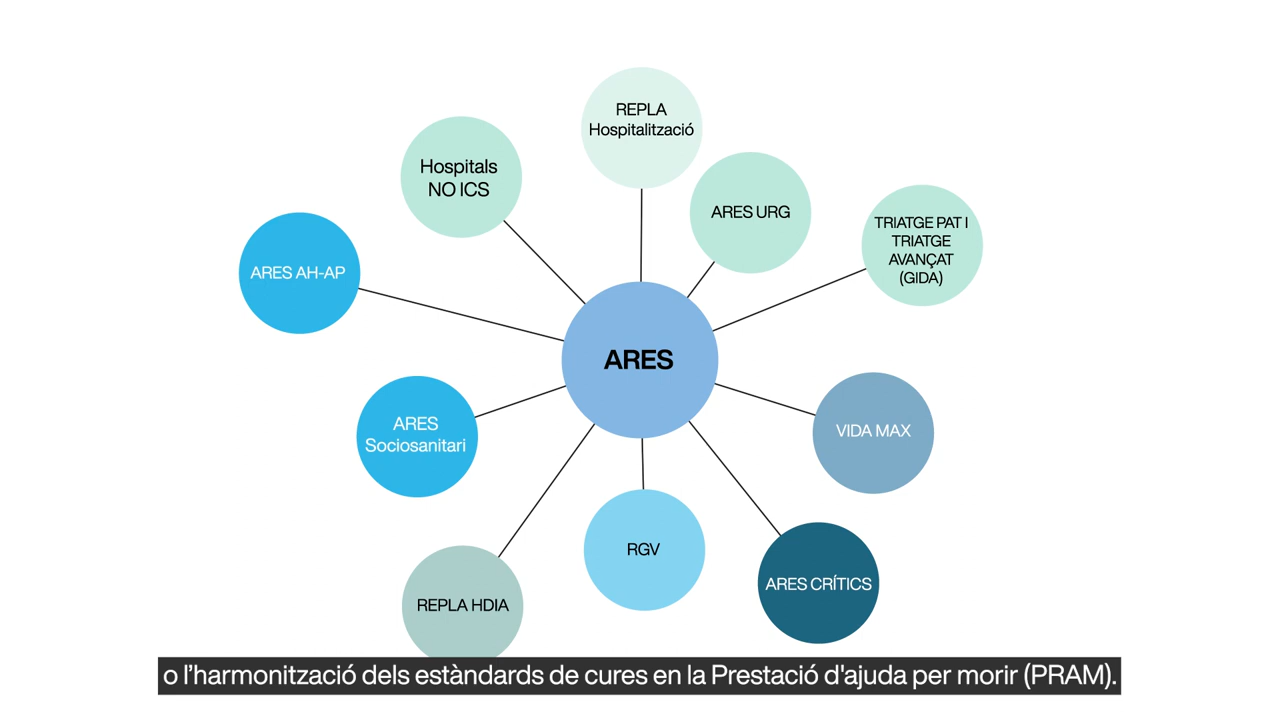 REPLA
Hospitalització
Hospitals
NO ICS
ARES URG
TRIATGE PAT I
TRIATGE
AVANÇAT
(GIDA)
ARES AH-AP
ARES
VIDA MAX
ARES
Sociosanitari
RGV
ARES CRÍTICS
REPLA HDIA
o l’harmonització dels estàndards de cures en la Prestació d'ajuda per morir (PRAM).